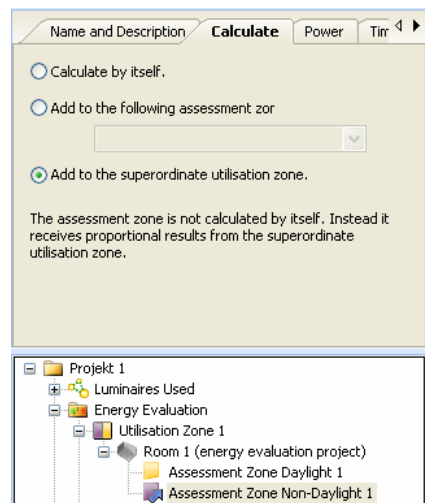 Name and Description Calculate Power Tim
Calculate by itself.
Add to the following assessment zor
Add to the superordinate utilisation zone.
The assessment zone is not calculated by itself. Instead it
receives proportional results from the superordinate
utilisation zone.
Projekt 1
Luminaires Used
Energy Evaluation
Utilisation Zone 1
Room 1 (energy evaluation project)
Assessment Zone Daylight 1
Assessment Zone Non-Daylight 1